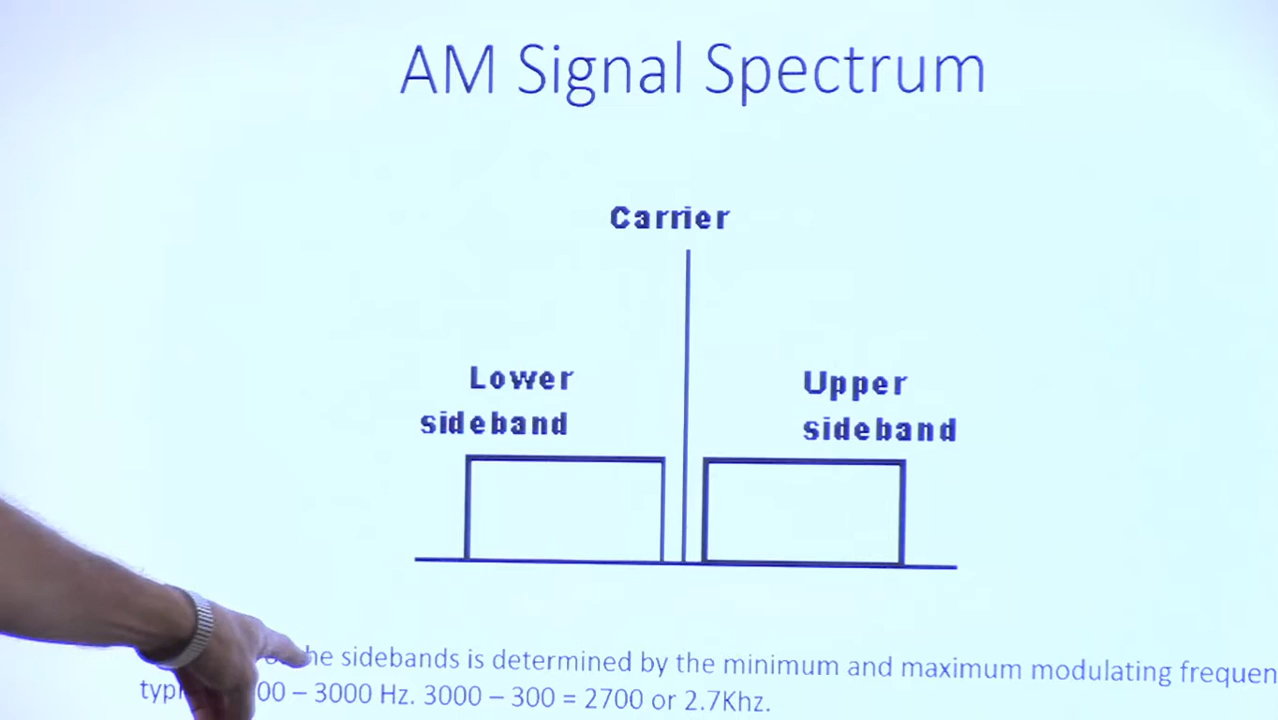 AM Signal Spectrum
Carrier
Lower
sideband
Upper
sideband
he sidebands is determined by the minimum and maximum modulating frequen
typi 00 – 3000 Hz. 3000 – 300 = 2700 or 2.7Khz.